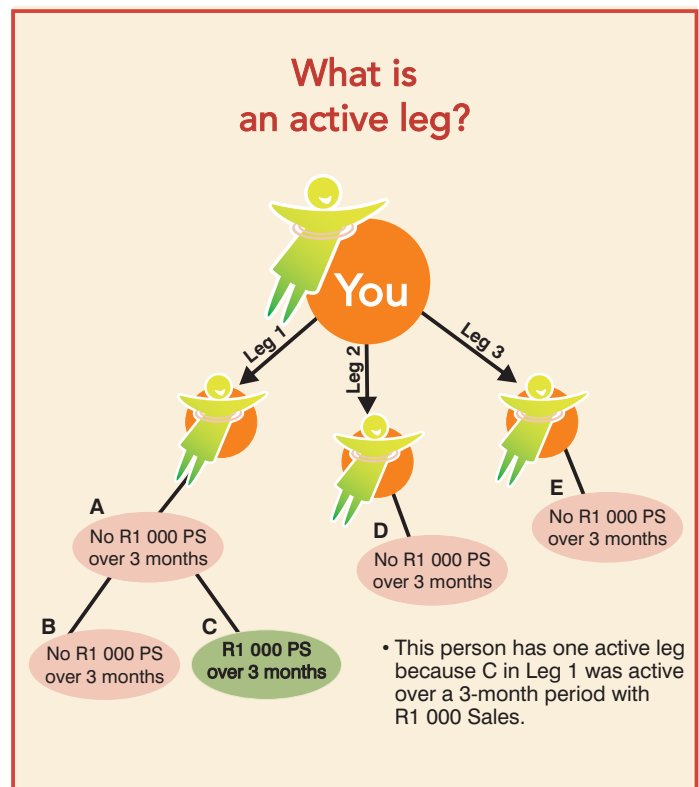 What is
an active leg?
You
Leg 1
Leg 2
Leg 3
A
No R1 000 PS
over 3 months
B
No R1 000 PS
over 3 months
C
R1 000 PS
over 3 months
D
No R1 000 PS
over 3 months
E
No R1 000 PS
over 3 months
• This person has one active leg
because C in Leg 1 was active
over a 3-month period with
R1 000 Sales.